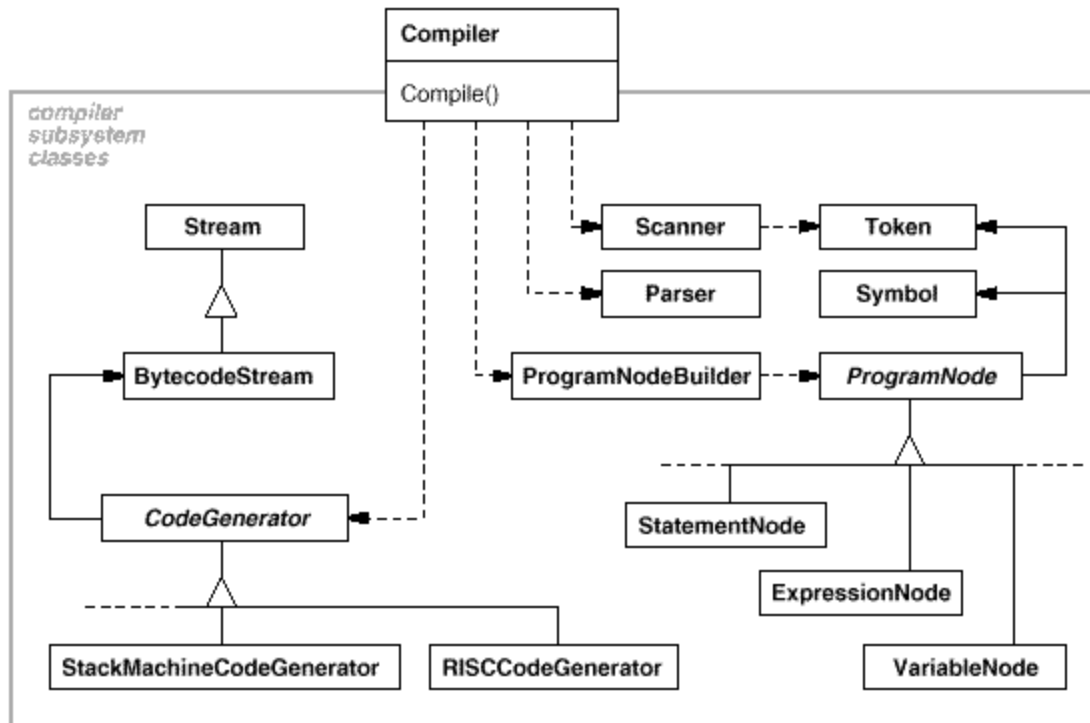 Compiler
Compile()
compiler
subsystem
classes
Stream
Scanner
Token
Parser
Symbol
BytecodeStream
ProgramNodeBuilder
ProgramNode
CodeGenerator
StatementNode
ExpressionNode
StackMachineCodeGenerator
RISCCodeGenerator
VariableNode